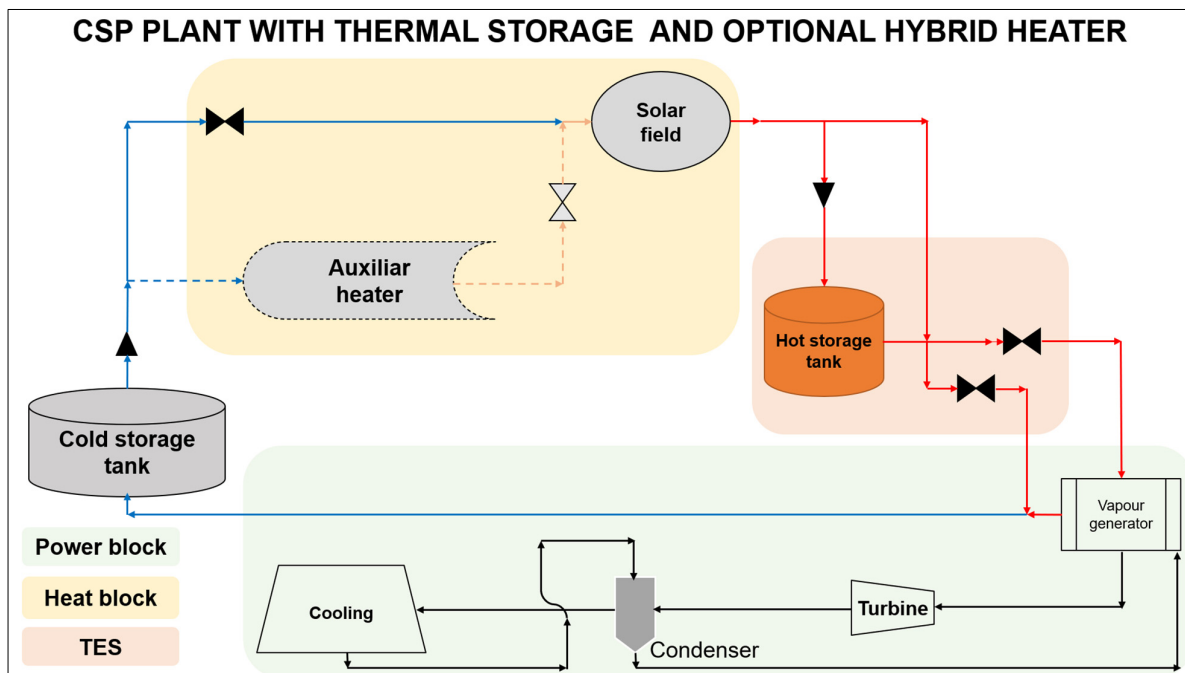 CSP PLANT WITH THERMAL STORAGE AND OPTIONAL HYBRID HEATER
Solar
field
Auxiliar
heater
Hot storage
tank
Cold storage
tank
Vapour
generator
Power block
Heat block
TES
Cooling
Condenser
Turbine